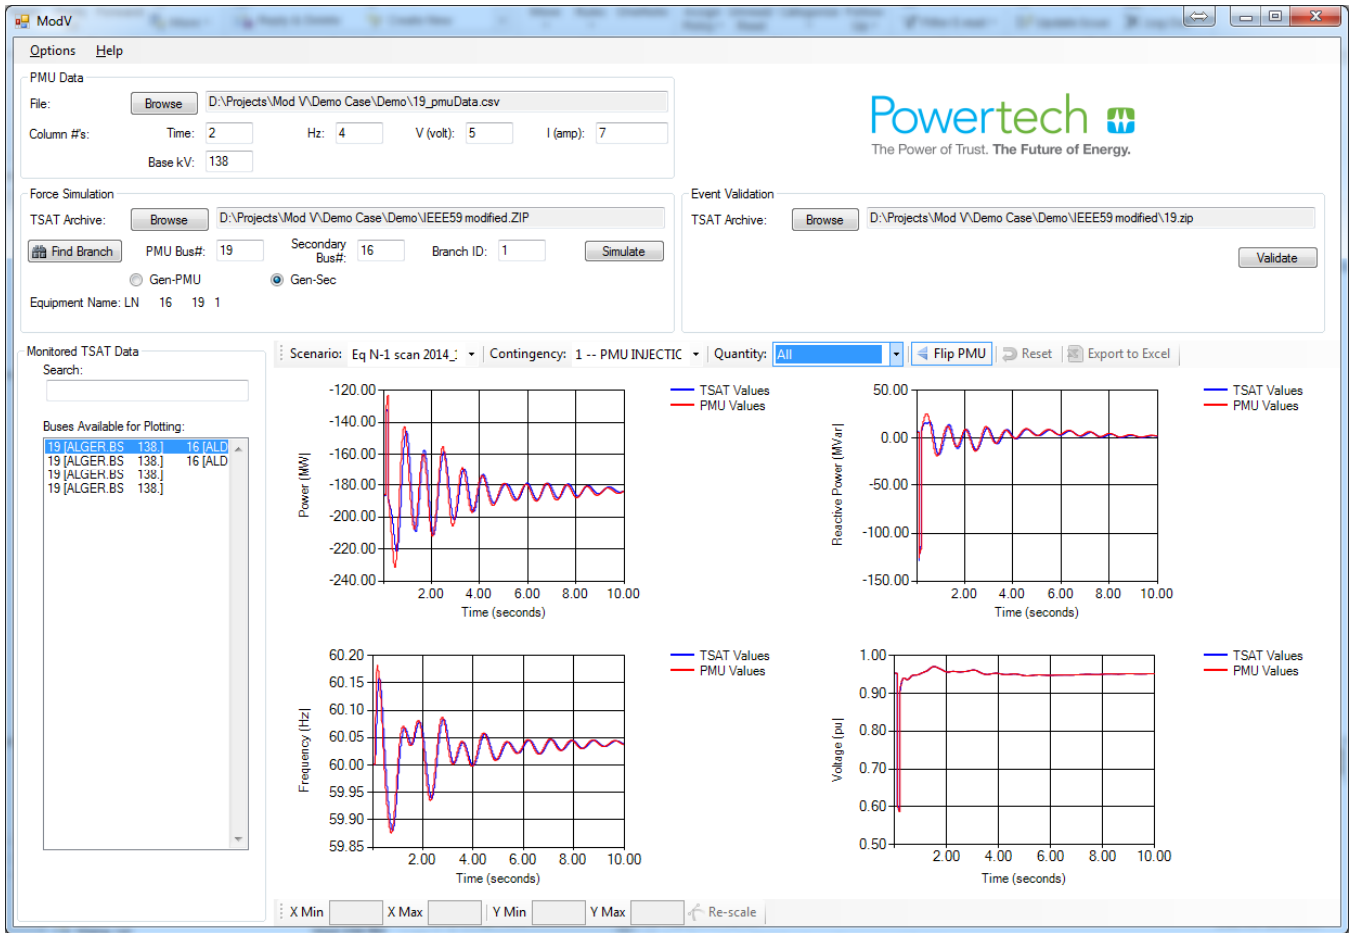 ModV
Options Help
PMU Data
File: Browse D:\Projects\Mod V\Demo Case\Demo\19_pmuData.csv
Column #'s: Time: 2 Hz: 4 V (volt): 5 I (amp): 7
Base kV: 138
Powertech
The Power of Trust. The Future of Energy.
Force Simulation
TSAT Archive: Browse D:\Projects\Mod V\Demo Case\Demo\IEEE59 modified.ZIP
Find Branch PMU Bus#: 19 Secondary Bus#: 16 Branch ID: 1 Simulate
Gen-PMU Gen-Sec
Equipment Name: LN 16 19 1
Event Validation
TSAT Archive: Browse D:\Projects\Mod V\Demo Case\Demo\IEEE59 modified\19.zip
Validate
Monitored TSAT Data
Search:
Buses Available for Plotting:
19 [ALGER.BS 138.] 16 [ALD
19 [ALGER.BS 138.] 16 [ALD
19 [ALGER.BS 138.]
19 [ALGER.BS 138.]
Scenario: Eq N-1 scan 2014_ Contingency: 1 -- PMU INJECTIC Quantity: All Flip PMU Reset Export to Excel
-120.00
-140.00
-160.00
-180.00
-200.00
-220.00
-240.00
Power (MW)
2.00 4.00 6.00 8.00 10.00
Time (seconds)
TSAT Values
PMU Values
50.00
0.00
-50.00
-100.00
-150.00
Reactive Power (MVar)
2.00 4.00 6.00 8.00 10.00
Time (seconds)
TSAT Values
PMU Values
60.20
60.15
60.10
60.05
60.00
59.95
59.90
59.85
Frequency (Hz)
2.00 4.00 6.00 8.00 10.00
Time (seconds)
TSAT Values
PMU Values
1.00
0.90
0.80
0.70
0.60
0.50
Voltage (pu)
2.00 4.00 6.00 8.00 10.00
Time (seconds)
TSAT Values
PMU Values
X Min X Max Y Min Y Max Re-scale